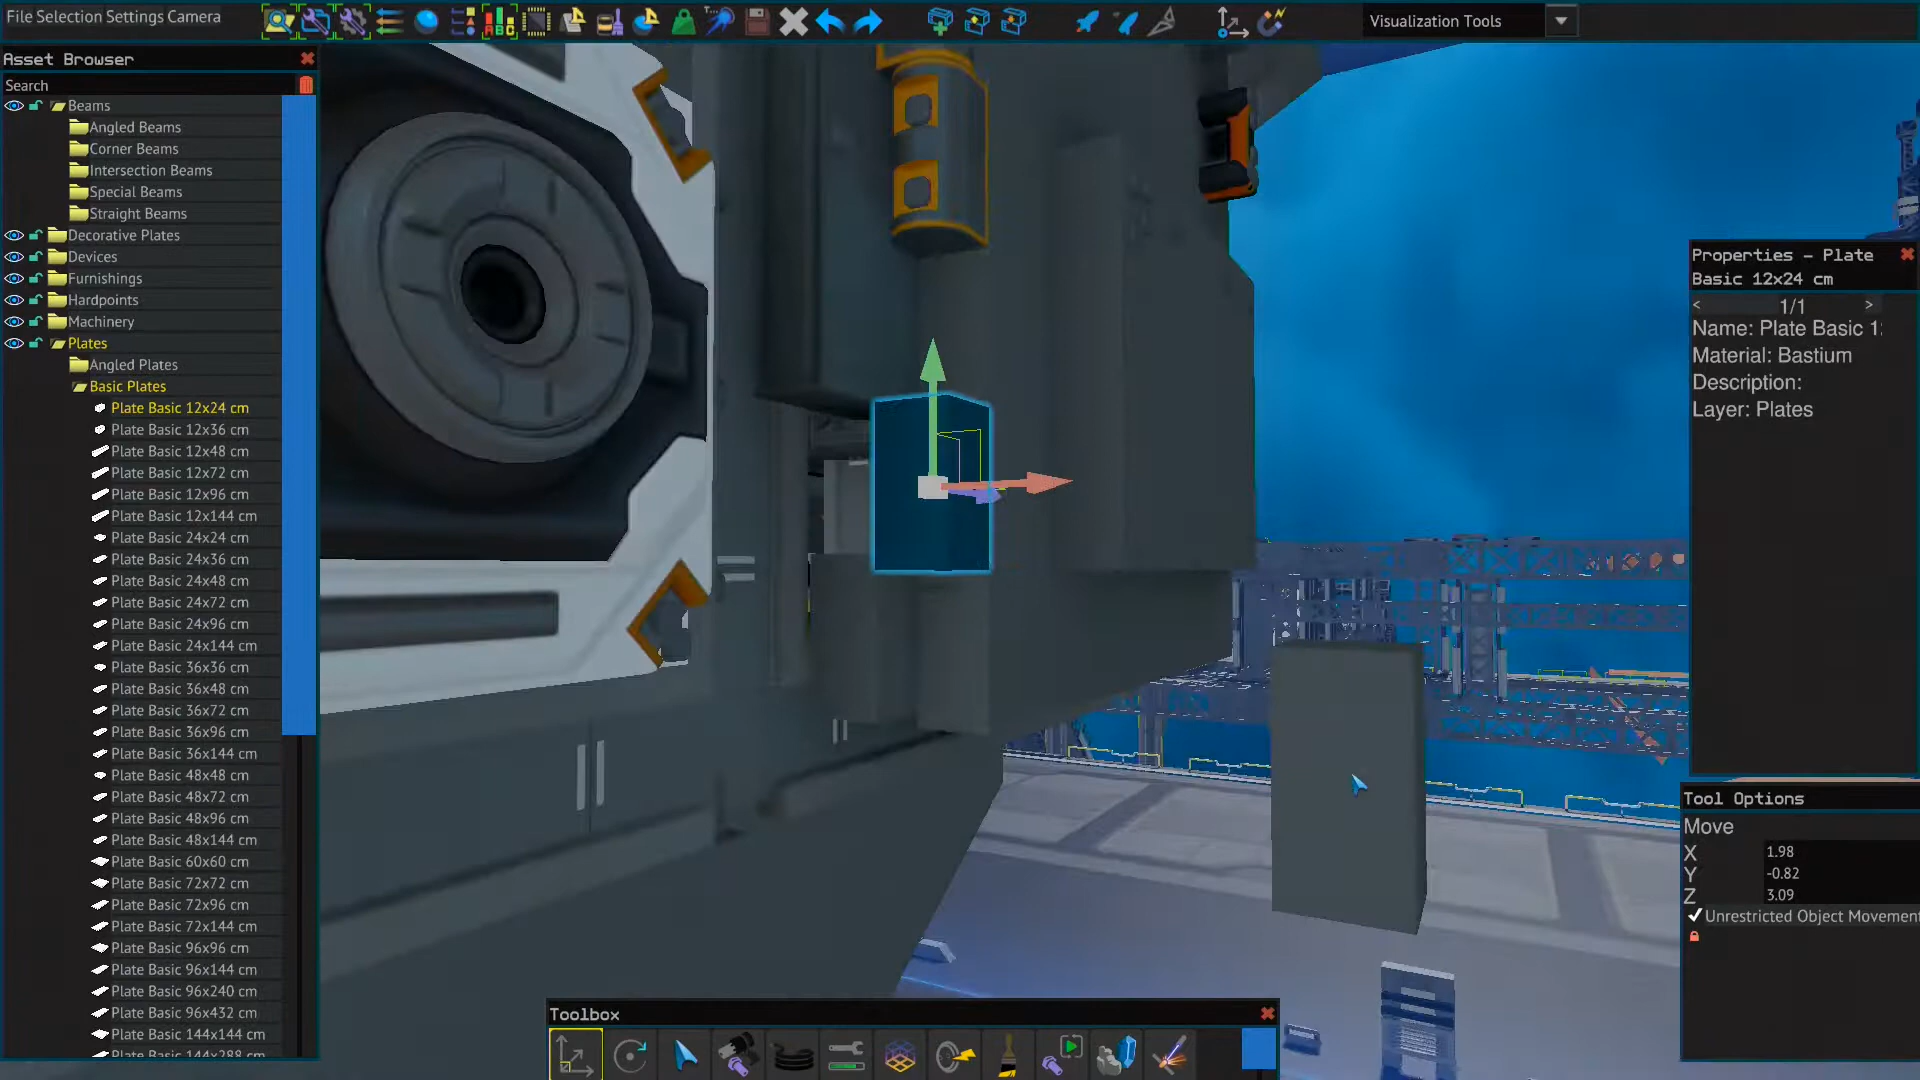 File Selection Settings Camera
ABC
Visualization Tools
Asset Browser
Search
Beams
Angled Beams
Corner Beams
Intersection Beams
Special Beams
Straight Beams
Decorative Plates
Devices
Furnishings
Hardpoints
Machinery
Plates
Angled Plates
Basic Plates
Plate Basic 12x24 cm
Plate Basic 12x36 cm
Plate Basic 12x48 cm
Plate Basic 12x72 cm
Plate Basic 12x96 cm
Plate Basic 12x144 cm
Plate Basic 24x24 cm
Plate Basic 24x36 cm
Plate Basic 24x48 cm
Plate Basic 24x72 cm
Plate Basic 24x96 cm
Plate Basic 24x144 cm
Plate Basic 36x36 cm
Plate Basic 36x48 cm
Plate Basic 36x72 cm
Plate Basic 36x96 cm
Plate Basic 36x144 cm
Plate Basic 48x48 cm
Plate Basic 48x72 cm
Plate Basic 48x96 cm
Plate Basic 48x144 cm
Plate Basic 60x60 cm
Plate Basic 72x72 cm
Plate Basic 72x96 cm
Plate Basic 72x144 cm
Plate Basic 96x96 cm
Plate Basic 96x144 cm
Plate Basic 96x240 cm
Plate Basic 96x432 cm
Plate Basic 144x144 cm
Plate Basic 144x288 cm
Properties - Plate
Basic 12x24 cm
< 1/1 >
Name: Plate Basic 1
Material: Bastium
Description:
Layer: Plates
Tool Options
Move
X 1.98
Y -0.82
Z 3.09
Unrestricted Object Movement
Toolbox